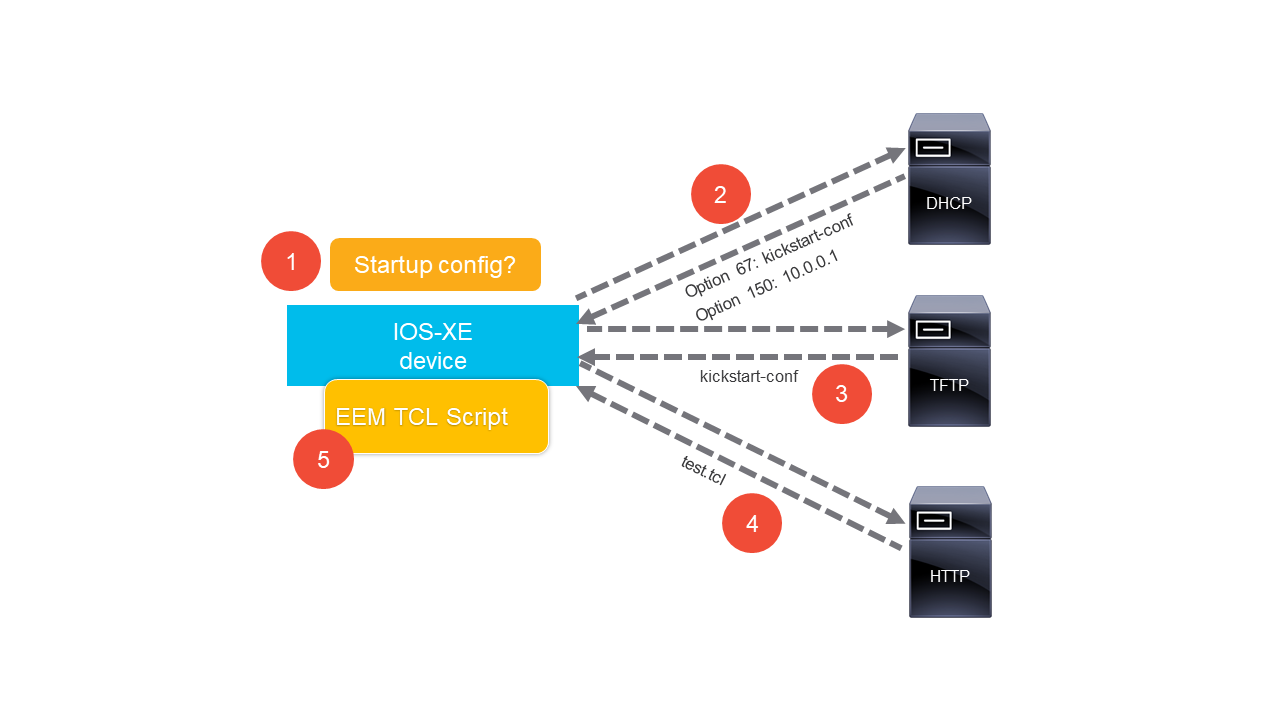 2
DHCP
Option 67: kickstart-conf
Option 150: 10.0.0.1
1
Startup config?
IOS-XE
device
kickstart-conf
3
TFTP
EEM TCL Script
5
test.tcl
4
HTTP